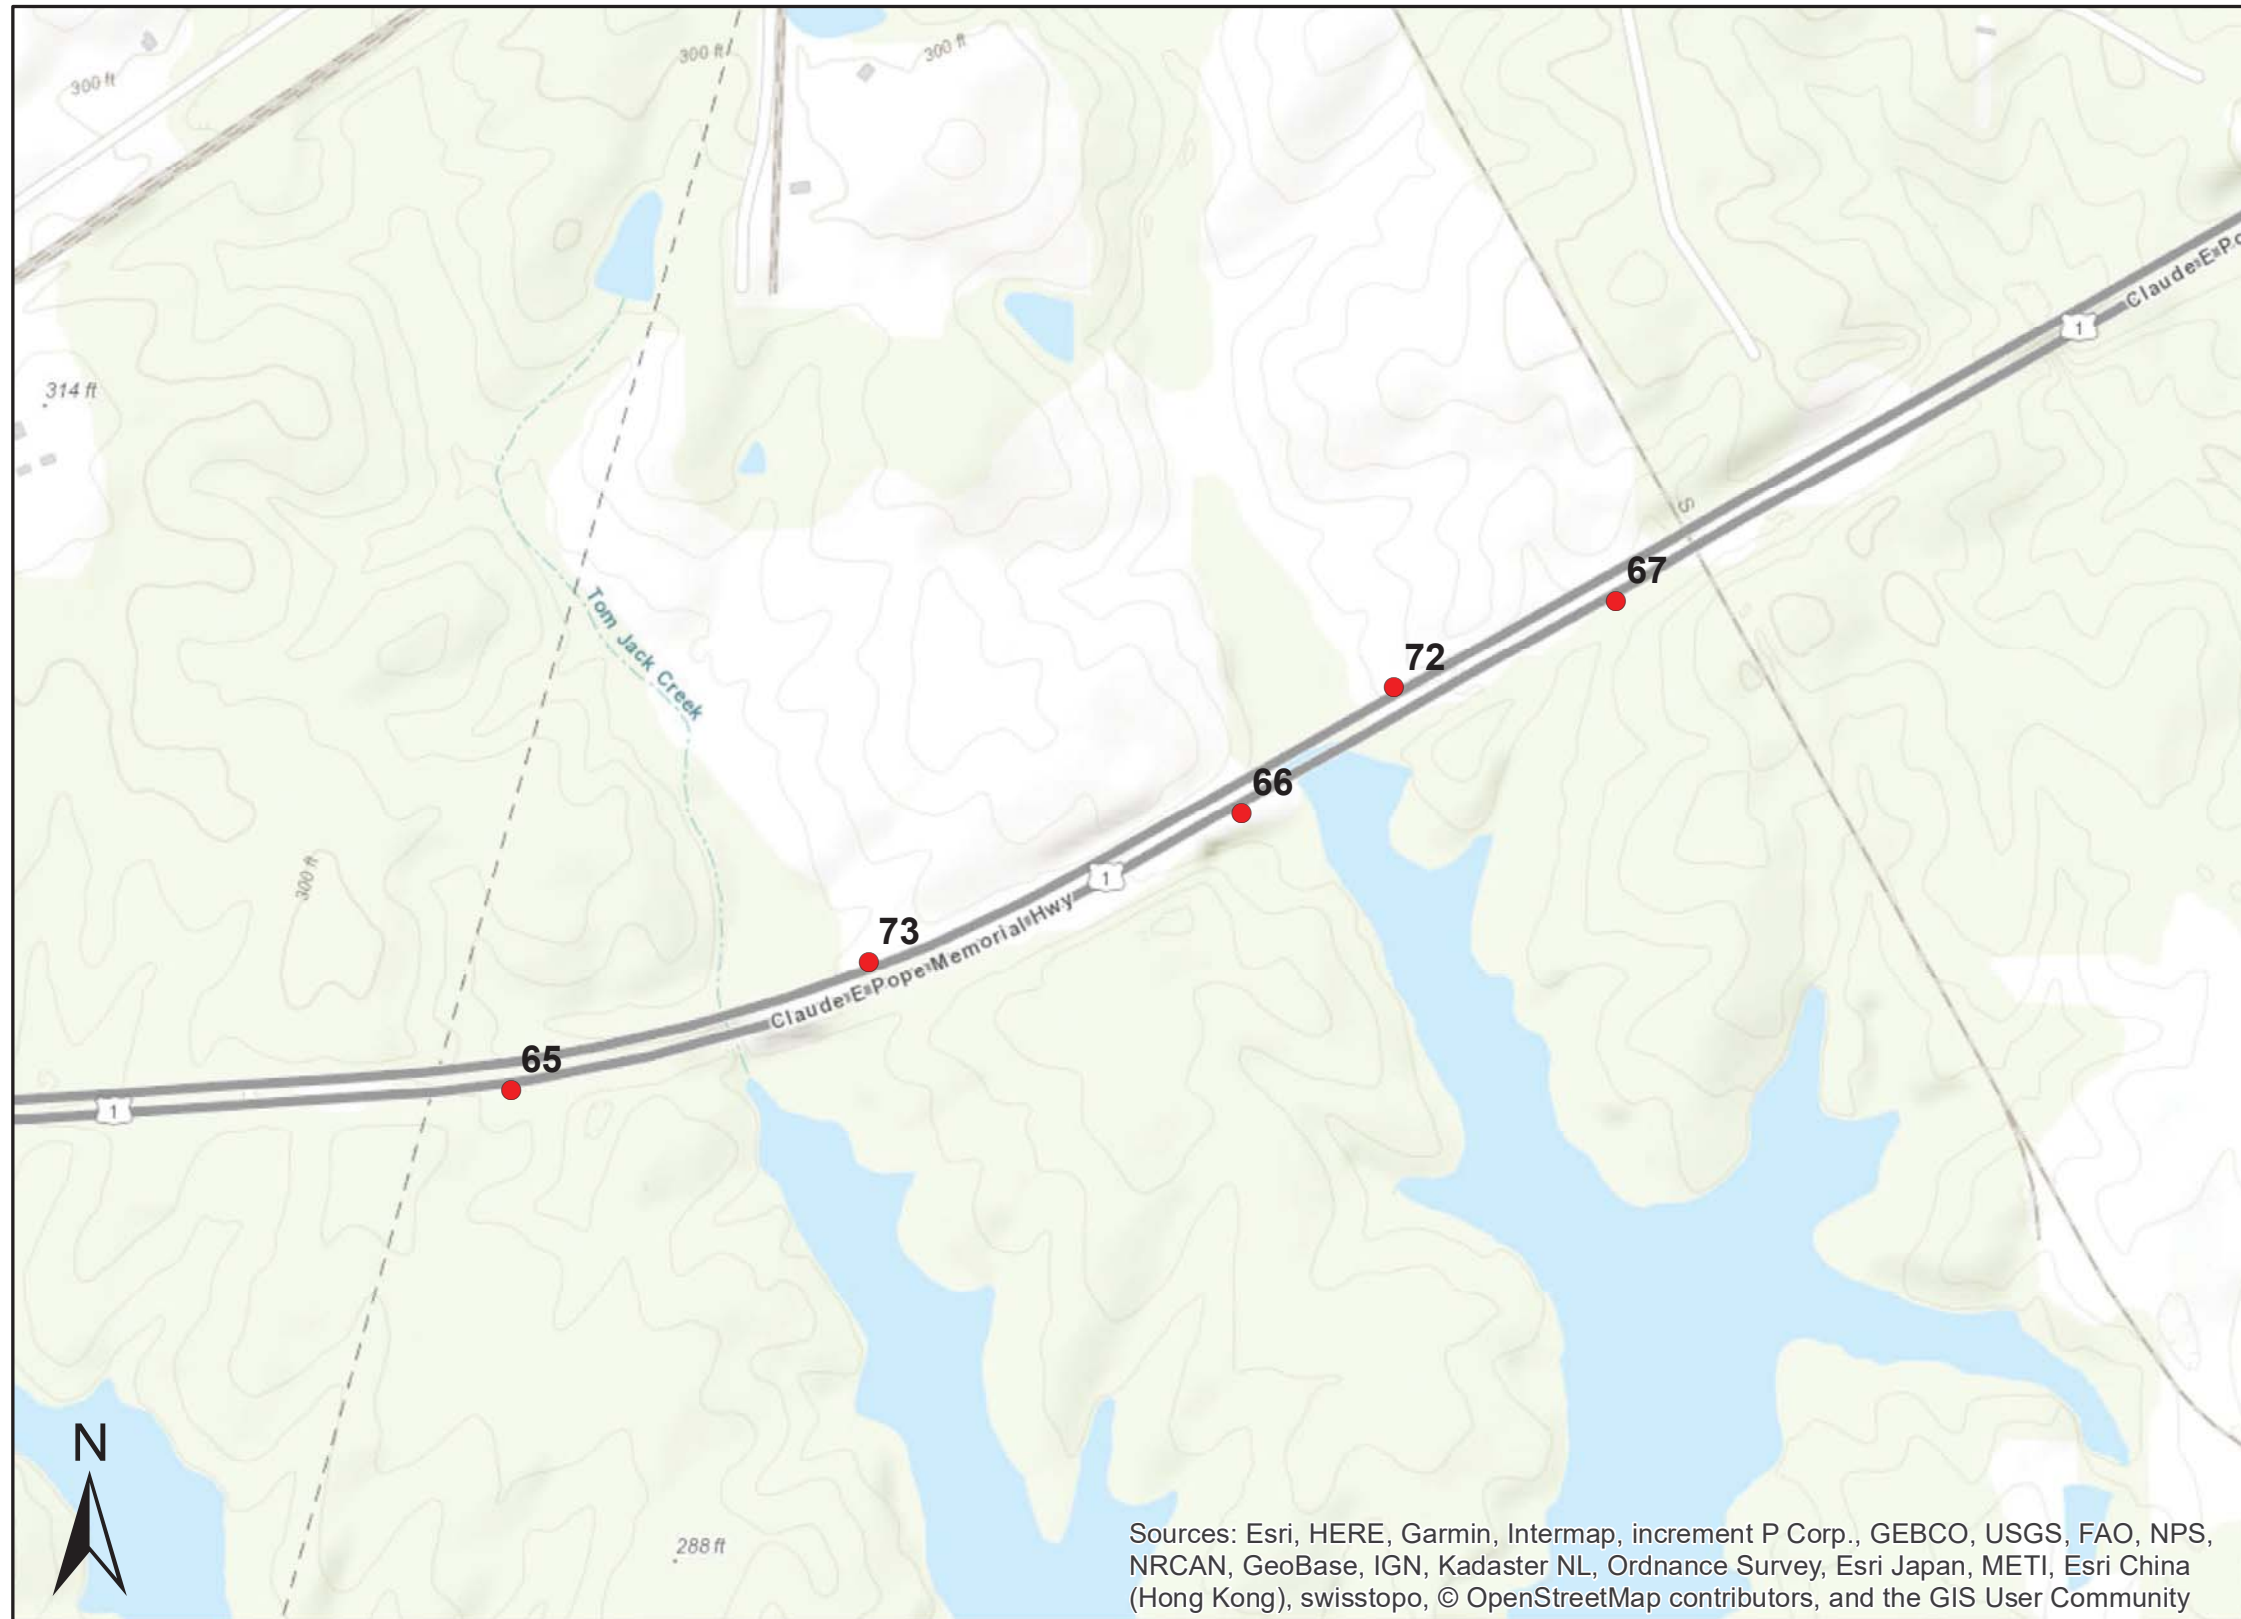 300 ft
300 ft
300 ft
314 ft
Claude E Po
1
S
Tom Jack Creek
67
72
66
1
300 ft
73
Claude E Pope Memorial Hwy
65
1
N
288 ft
Sources: Esri, HERE, Garmin, Intermap, increment P Corp., GEBCO, USGS, FAO, NPS,
NRCAN, GeoBase, IGN, Kadaster NL, Ordnance Survey, Esri Japan, METI, Esri China
(Hong Kong), swisstopo, © OpenStreetMap contributors, and the GIS User Community